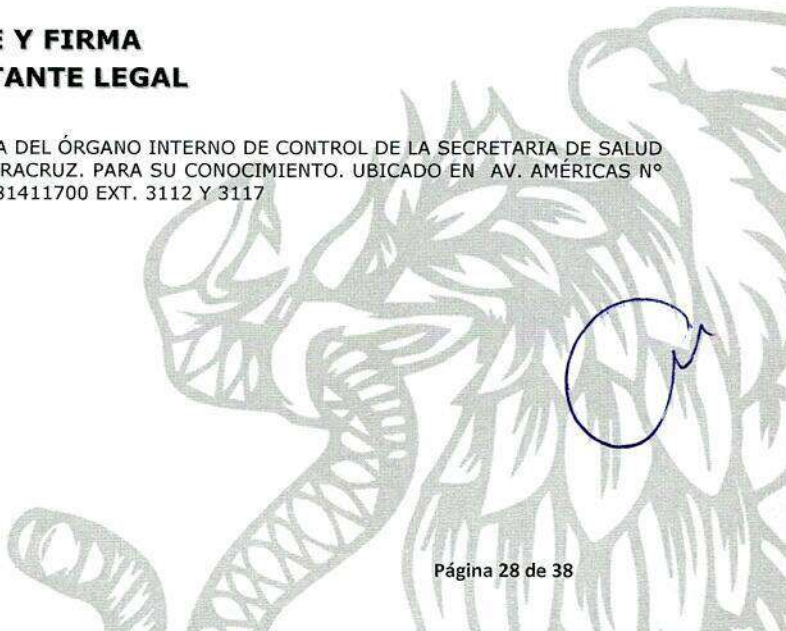 E Y FIRMA
TANTE LEGAL
A DEL ÓRGANO INTERNO DE CONTROL DE LA SECRETARIA DE SALUD
RACRUZ. PARA SU CONOCIMIENTO. UBICADO EN AV. AMÉRICAS N°
31411700 EXT. 3112 Y 3117
Página 28 de 38